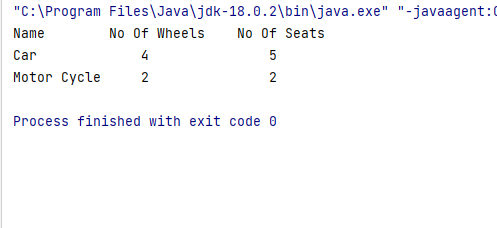 "C:\Program Files\Java\jdk-18.0.2\bin\java.exe" "-javaagent:
Name No Of Wheels No Of Seats
Car 4 5
Motor Cycle 2 2
Process finished with exit code 0